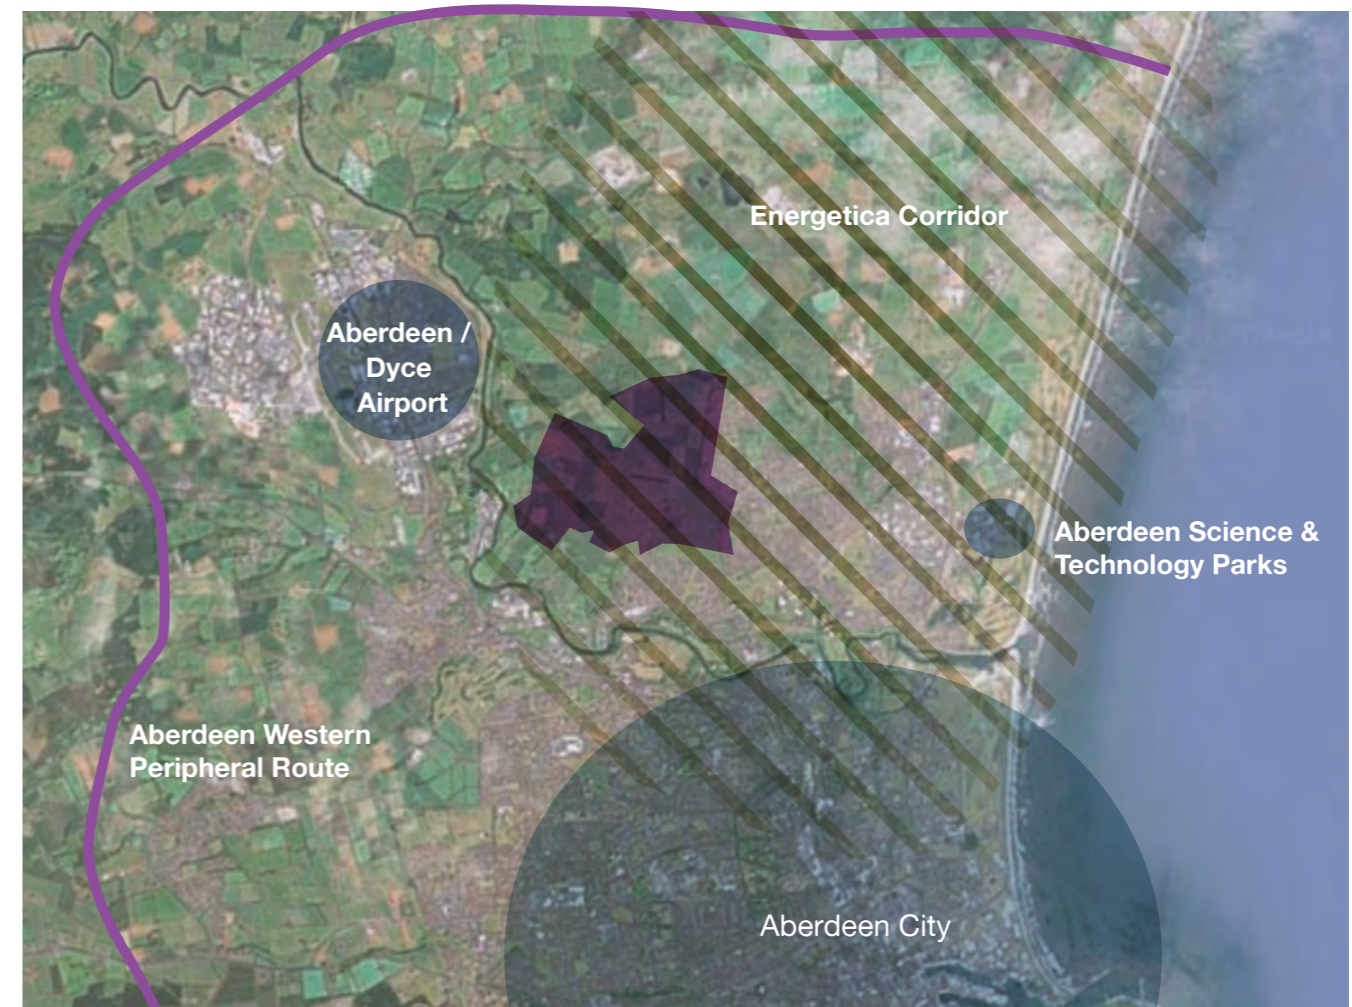 Energetica Corridor
Aberdeen /
Dyce
Airport
Aberdeen Science &
Technology Parks
Aberdeen Western
Peripheral Route
Aberdeen City